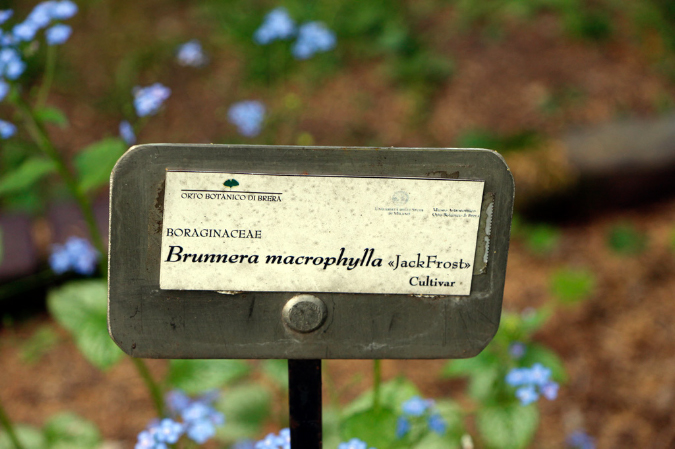 ORTO BOTANICO DI BRERA
BORAGINACEAE
Brunnera macrophylla «JackFrost»
Cultivar